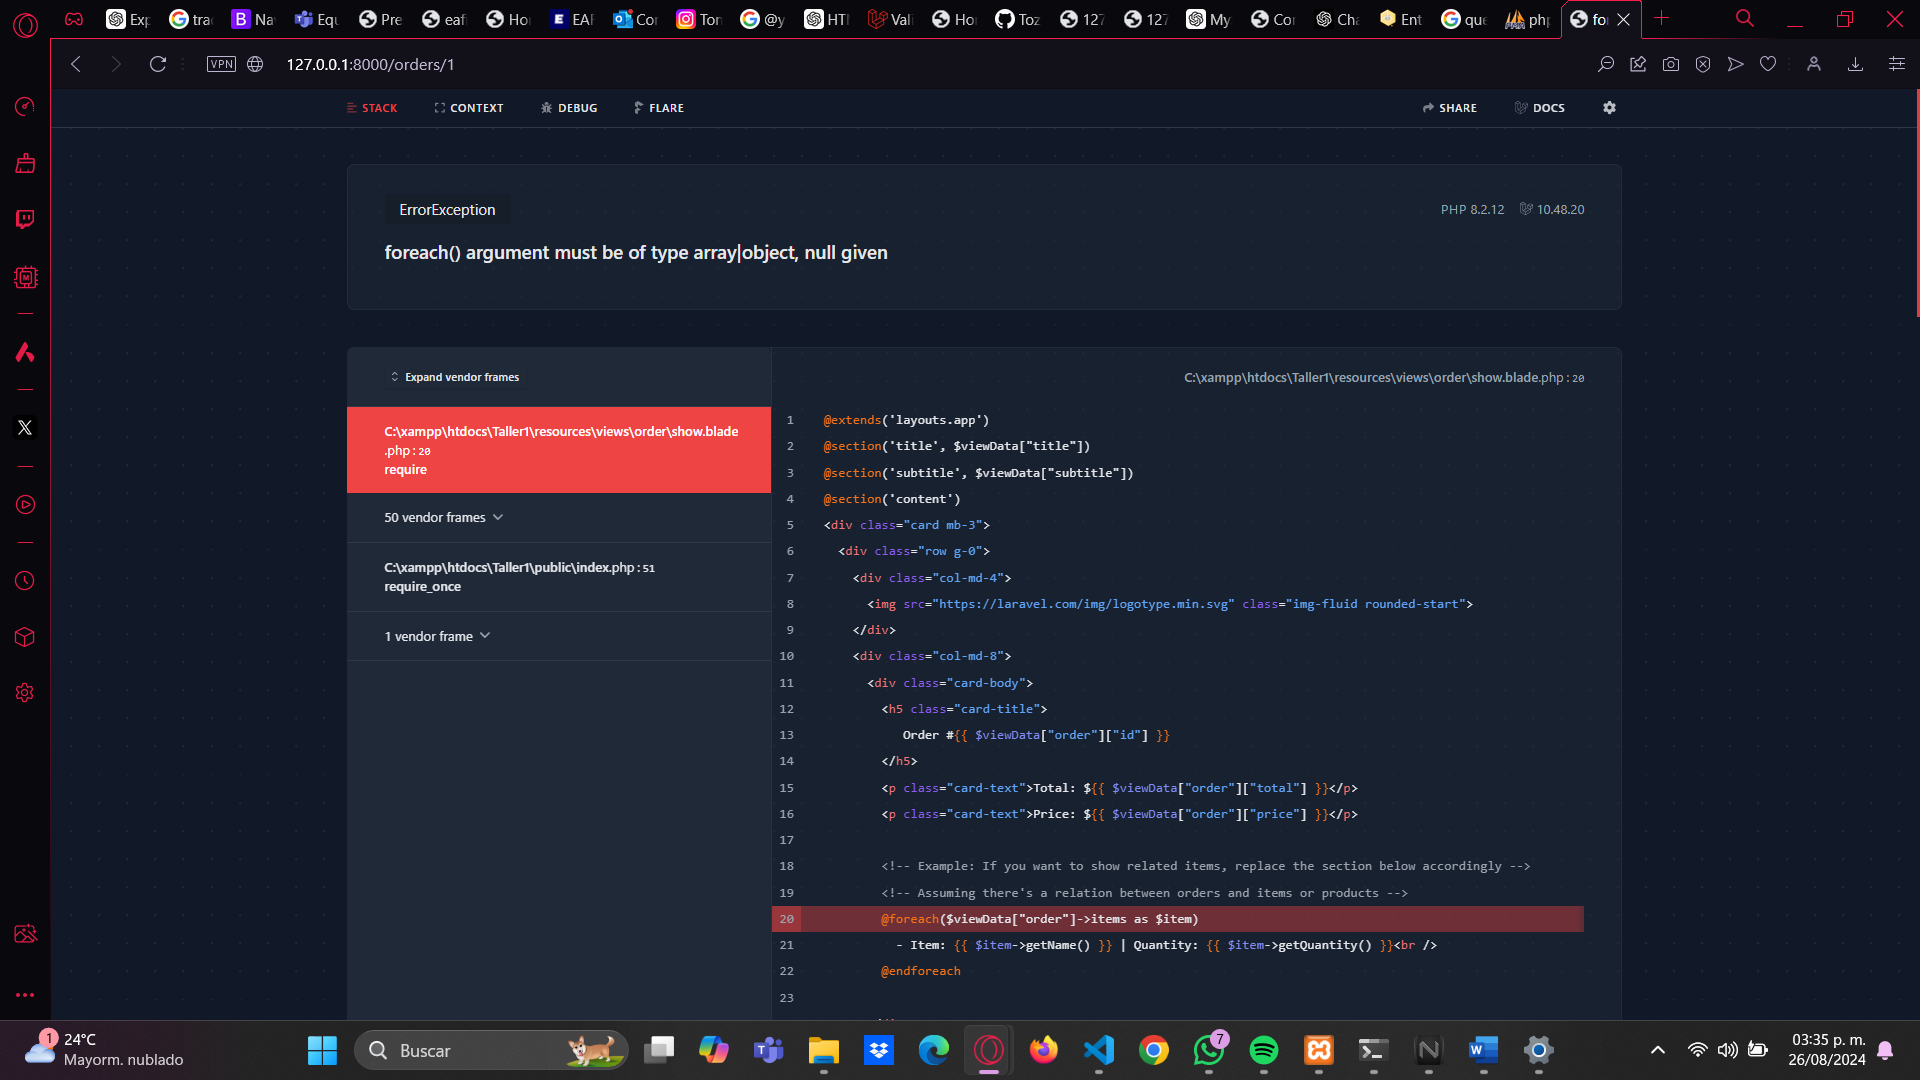 Exp
tra
Na
Equ
Pre
eaf
Ho
EAF
Cor
Tor
@y
HTI
Vali
Ho
Toz
127
127
My
Co
Cha
Ent
que
php
fo
VPN
127.0.0.1:8000/orders/1
STACK
CONTEXT
DEBUG
FLARE
SHARE
DOCS
ErrorException
PHP 8.2.12
10.48.20
foreach() argument must be of type array|object, null given
Expand vendor frames
C:\xampp\htdocs\Taller1\resources\views\order\show.blade
.php:20
require
50 vendor frames
C:\xampp\htdocs\Taller1\public\index.php:51
require_once
1 vendor frame
C:\xampp\htdocs\Taller1\resources\views\order\show.blade.php:20
1 @extends('layouts.app')
2 @section('title', $viewData["title"])
3 @section('subtitle', $viewData["subtitle"])
4 @section('content')
5 <div class="card mb-3">
6 <div class="row g-0">
7 <div class="col-md-4">
8 <img src="https://laravel.com/img/logotype.min.svg" class="img-fluid rounded-start">
9 </div>
10 <div class="col-md-8">
11 <div class="card-body">
12 <h5 class="card-title">
13 Order #{{ $viewData["order"]["id"] }}
14 </h5>
15 <p class="card-text">Total: ${{ $viewData["order"]["total"] }}</p>
16 <p class="card-text">Price: ${{ $viewData["order"]["price"] }}</p>
17
18 <!-- Example: If you want to show related items, replace the section below accordingly -->
19 <!-- Assuming there's a relation between orders and items or products -->
20 @foreach($viewData["order"]->items as $item)
21 - Item: {{ $item->getName() }} | Quantity: {{ $item->getQuantity() }}<br />
22 @endforeach
23
1
24°C
Mayorm. nublado
Buscar
7
03:35 p. m.
26/08/2024